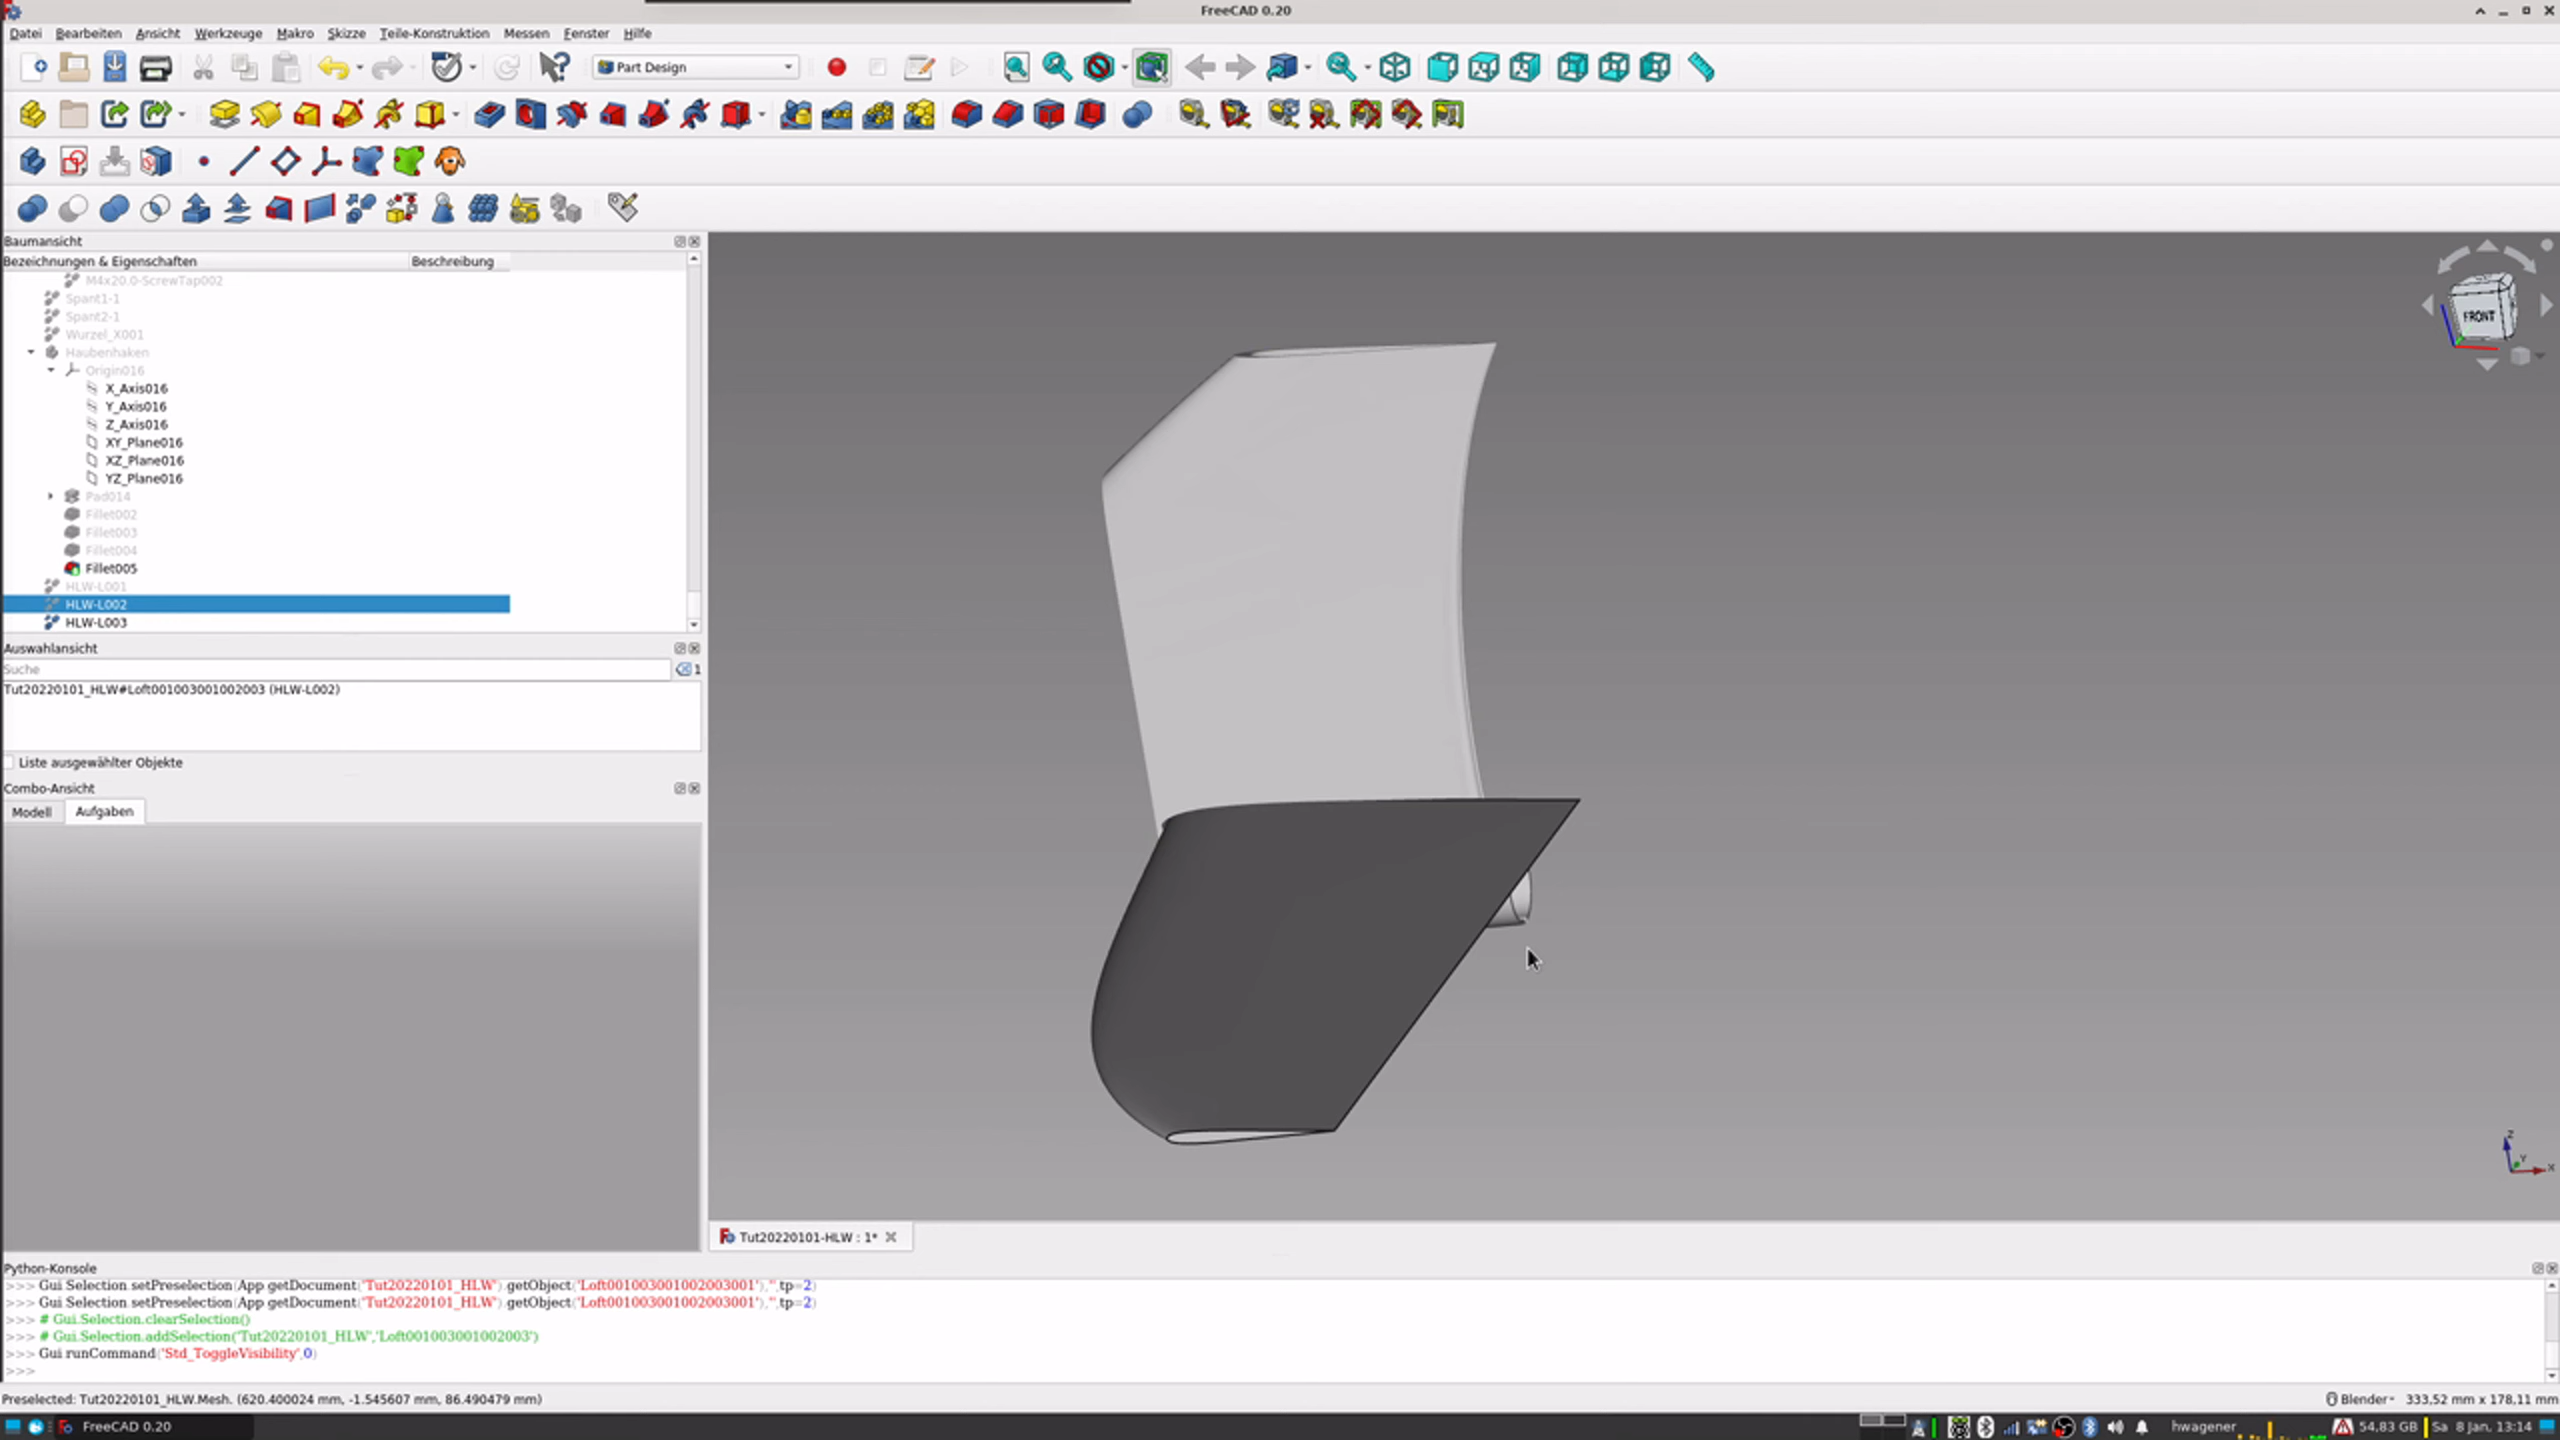 FreeCAD 0.20
Datei Bearbeiten Ansicht Werkzeuge Makro Skizze Teile-Konstruktion Messen Fenster Hilfe
Part Design
Baumansicht
Bezeichnungen & Eigenschaften Beschreibung
M4x20.0-ScrewTap002
Spant1-1
Spant2-1
Wurzel_X001
Haubenhaken
Origin016
X_Axis016
Y_Axis016
Z_Axis016
XY_Plane016
XZ_Plane016
YZ_Plane016
Pad014
Fillet002
Fillet003
Fillet004
Fillet005
HLW-L001
HLW-L002
HLW-L003
FRONT
Auswahlansicht
Suche 1
Tut20220101_HLW#Loft001003001002003 (HLW-L002)
Liste ausgewählter Objekte
Combo-Ansicht
Modell Aufgaben
Z
Y
X
Tut20220101-HLW : 1*
Python-Konsole
>>> Gui Selection setPreselection(App getDocument('Tut20220101_HLW') getObject('Loft001003001002003001'),'',tp=2)
>>> Gui Selection setPreselection(App getDocument('Tut20220101_HLW') getObject('Loft001003001002003001'),'',tp=2)
>>> # Gui.Selection.clearSelection()
>>> # Gui.Selection.addSelection('Tut20220101_HLW','Loft001003001002003')
>>> Gui runCommand('Std_ToggleVisibility',0)
>>>
Preselected: Tut20220101_HLW.Mesh. (620.400024 mm, -1.545607 mm, 86.490479 mm) Blender 333,52 mm x 178,11 mm
FreeCAD 0.20 hwagener 54,83 GB Sa 8 Jan, 13:14